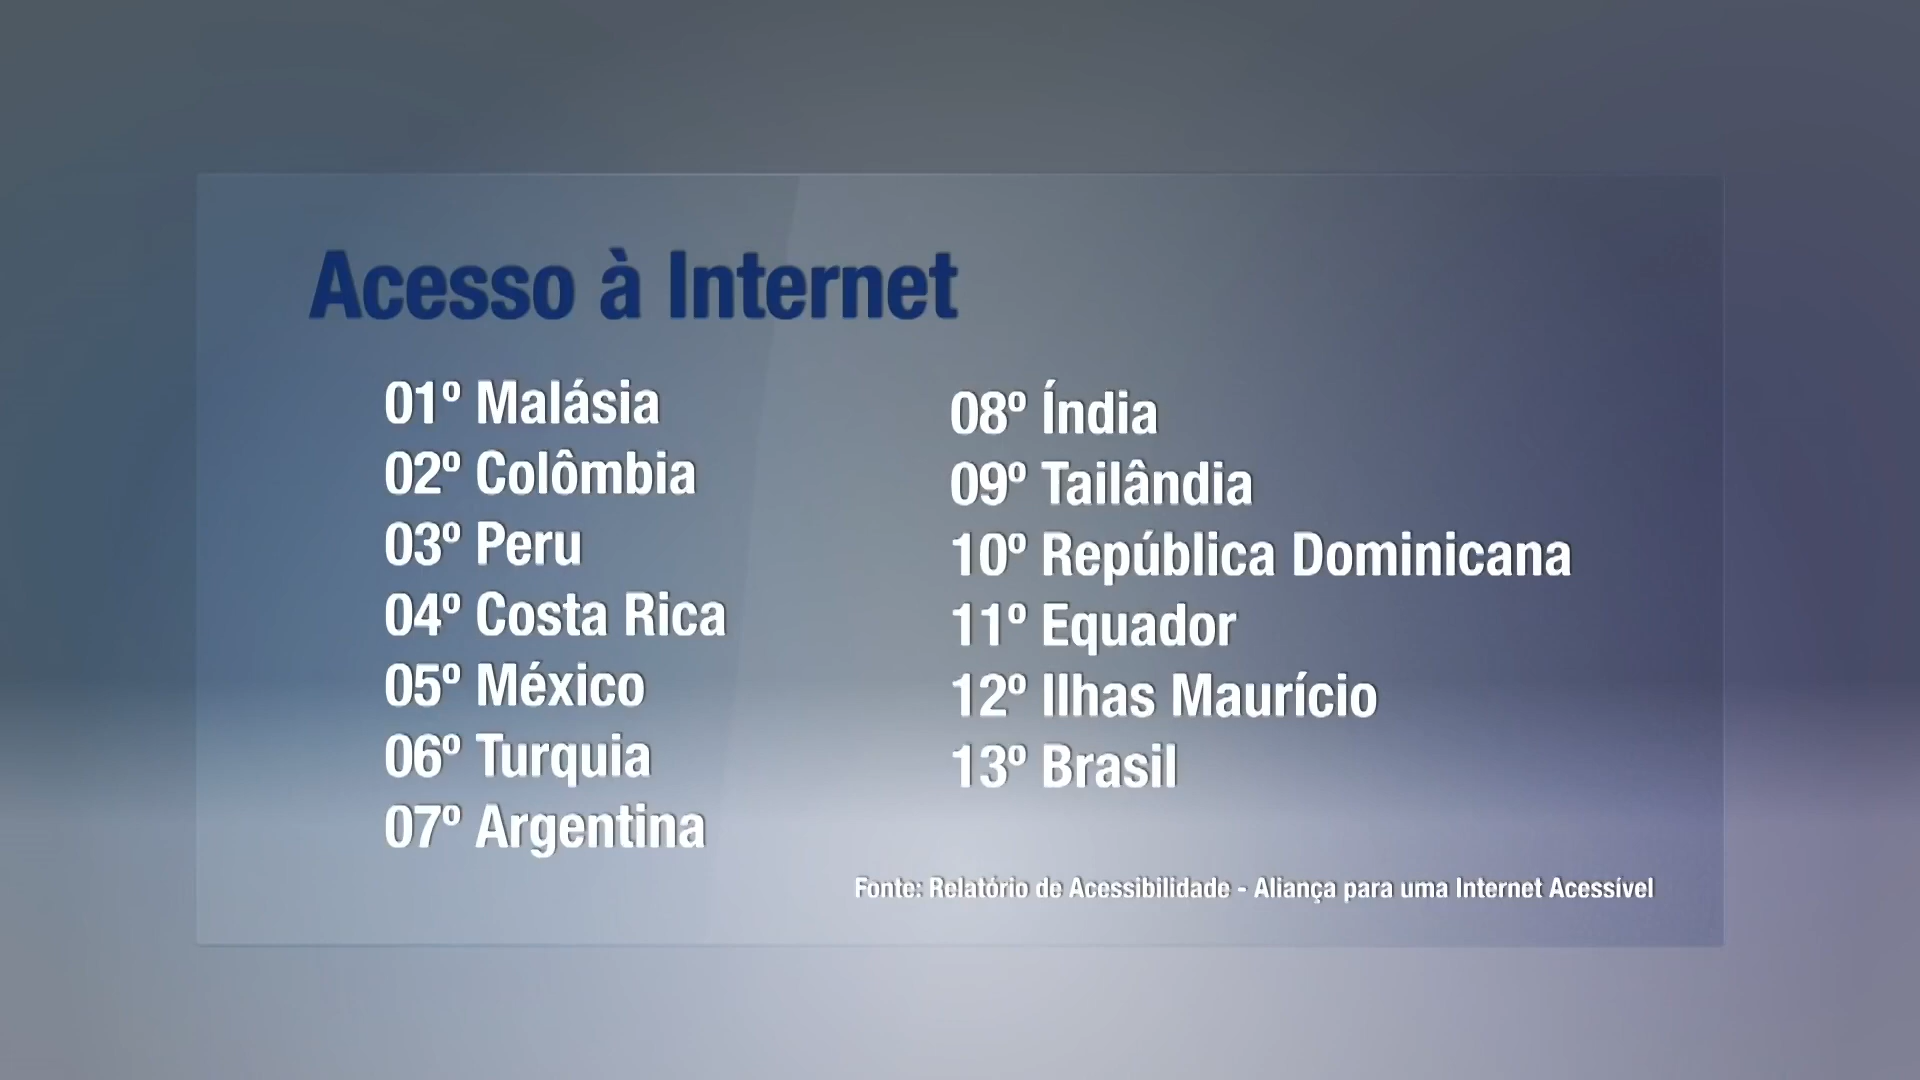 Acesso à Internet
01º Malásia
02º Colômbia
03º Peru
04º Costa Rica
05º México
06º Turquia
07º Argentina
08º Índia
09º Tailândia
10º República Dominicana
11º Equador
12º Ilhas Maurício
13º Brasil
Fonte: Relatório de Acessibilidade - Aliança para uma Internet Acessível